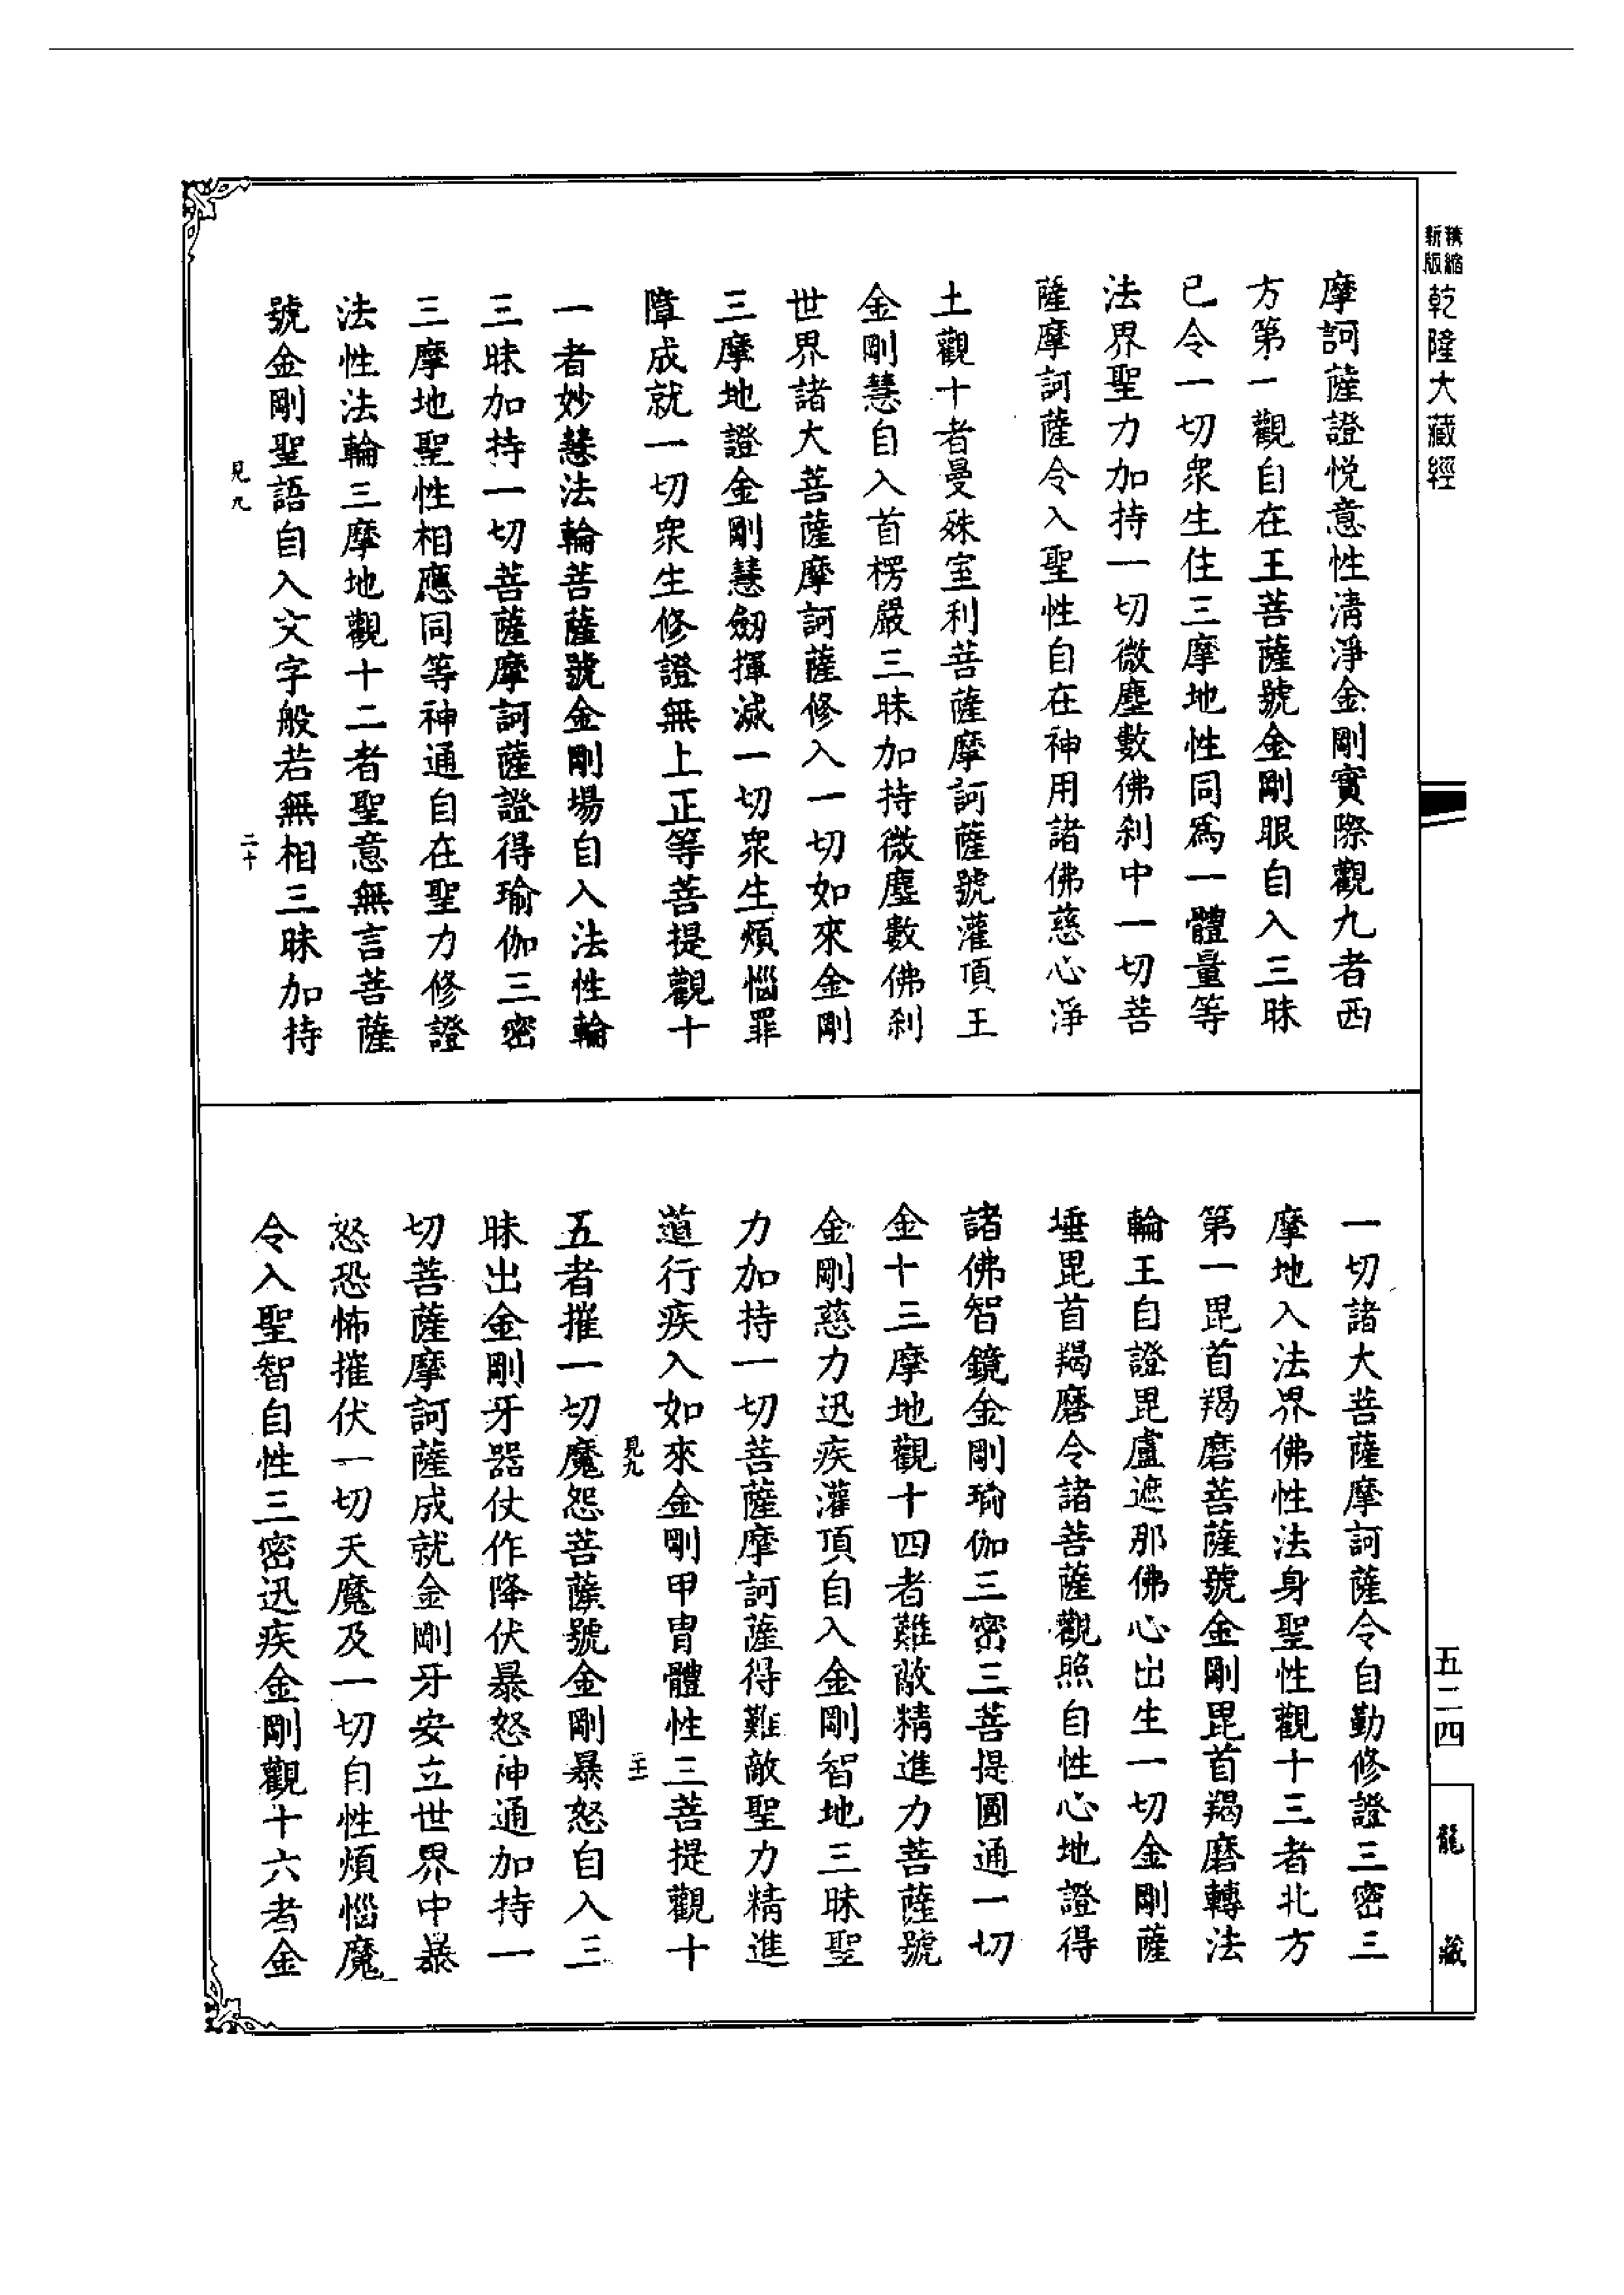 精縮新版乾隆大藏經
摩訶薩證悅意性淸淨金剛實際觀九者西
方第一觀自在王菩薩號金剛眼自入三昧
已令一切衆生住三摩地性同為一體量等
法界聖力加持一切微塵數佛刹中一切菩
薩摩訶薩令入聖性自在神用諸佛慈心淨
土觀十者曼殊室利菩薩摩訶薩號灌頂王
金剛慧自入首楞嚴三昧加持微塵數佛刹
世界諸大菩薩摩訶薩修入一切如來金剛
三摩地證金剛慧劒揮滅一切衆生煩惱罪
障成就一切衆生修證無上正等菩提觀十
一者妙慧法輪菩薩號金剛場自入法性輪
三昧加持一切菩薩摩訶薩證得瑜伽三密
三摩地聖性相應同等神通自在聖力修證
法性法輪三摩地觀十二者聖意無言菩薩
號金剛聖語自入文字般若無相三昧加持
見九
二十
一切諸大菩薩摩訶薩令自勤修證三密三
摩地入法界佛性法身聖性觀十三者北方
第一毘首羯磨菩薩號金剛毘首羯磨轉法
輪王自證毘盧遮那佛心出生一切金剛薩
埵毘首羯磨令諸菩薩觀照自性心地證得
諸佛智鏡金剛瑜伽三密三菩提圓通一切
金十三摩地觀十四者難敵精進力菩薩號
金剛慈力迅疾灌頂自入金剛智地三昧聖
力加持一切菩薩摩訶薩得難敵聖力精進
道行疾入如來金剛甲冑體性三菩提觀十
見九
二十一
五者摧一切魔怨菩薩號金剛暴怒自入三
昧出金剛牙器仗作降伏暴怒神通加持一
切菩薩摩訶薩成就金剛牙安立世界中暴
怒恐怖摧伏一切天魔及一切自性煩惱魔
令入聖智自性三密迅疾金剛觀十六者金
五二四
龍藏